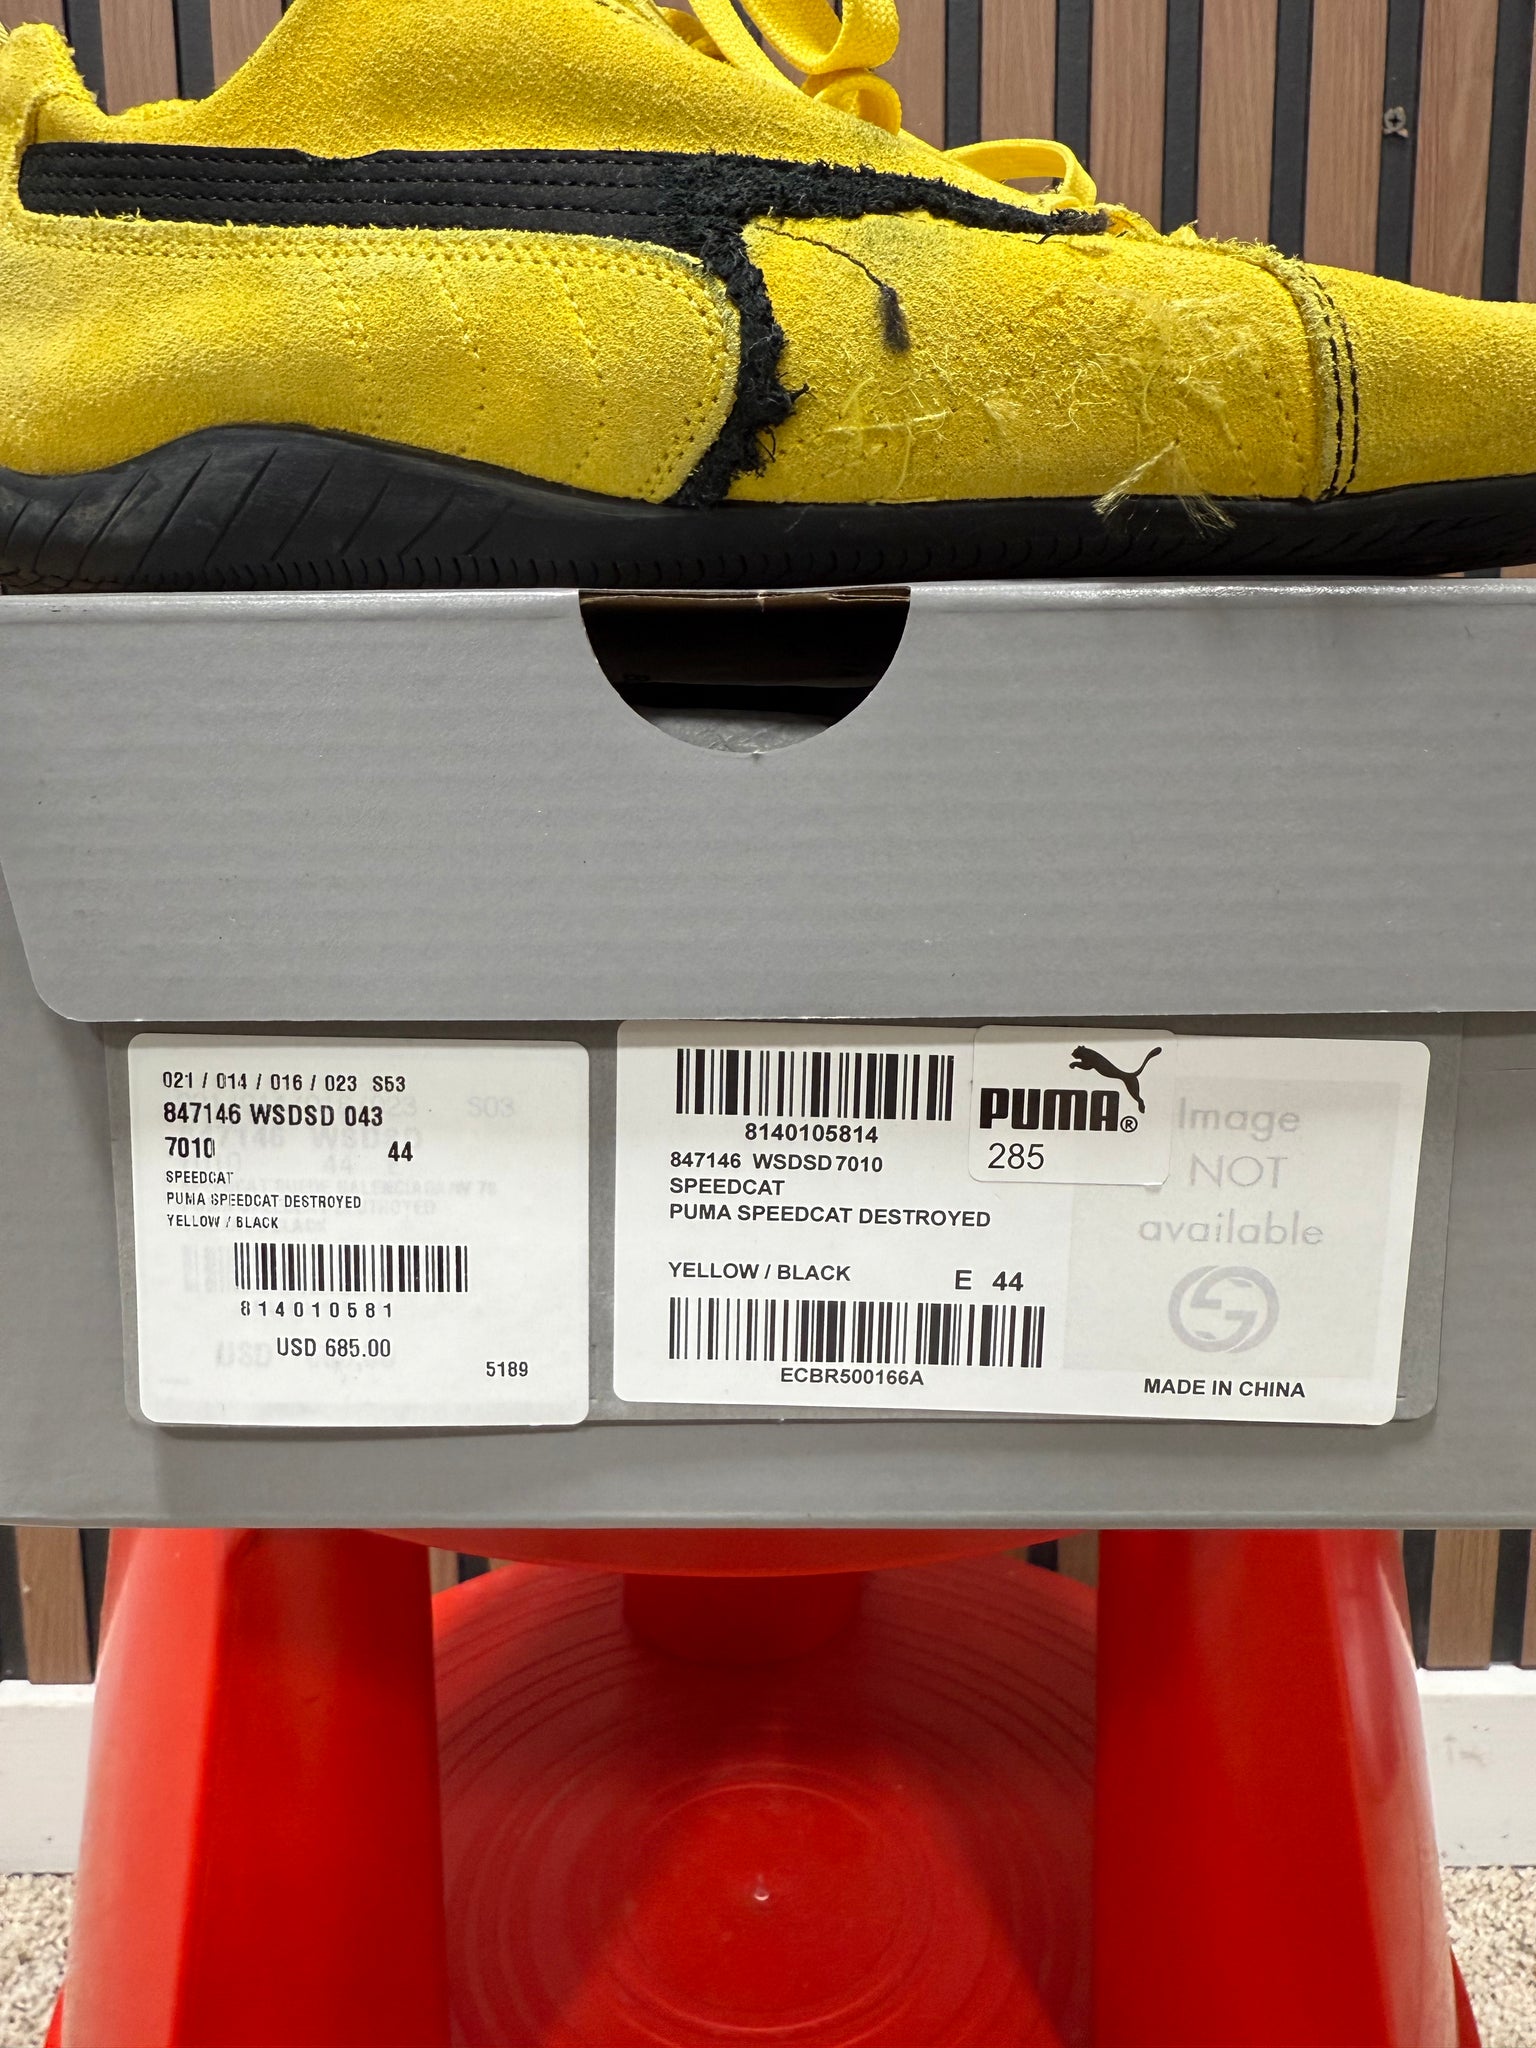 021 / 014 / 016 / 023 S53
847146 WSDSD 043
7010 44
SPEEDCAT
PUMA SPEEDCAT DESTROYED
YELLOW / BLACK
814010581
USD 685.00
5189
8140105814
847146 WSDSD 7010
SPEEDCAT
PUMA SPEEDCAT DESTROYED
YELLOW / BLACK
E 44
ECBR500166A
PUMA®
285
Image
NOT
available
MADE IN CHINA